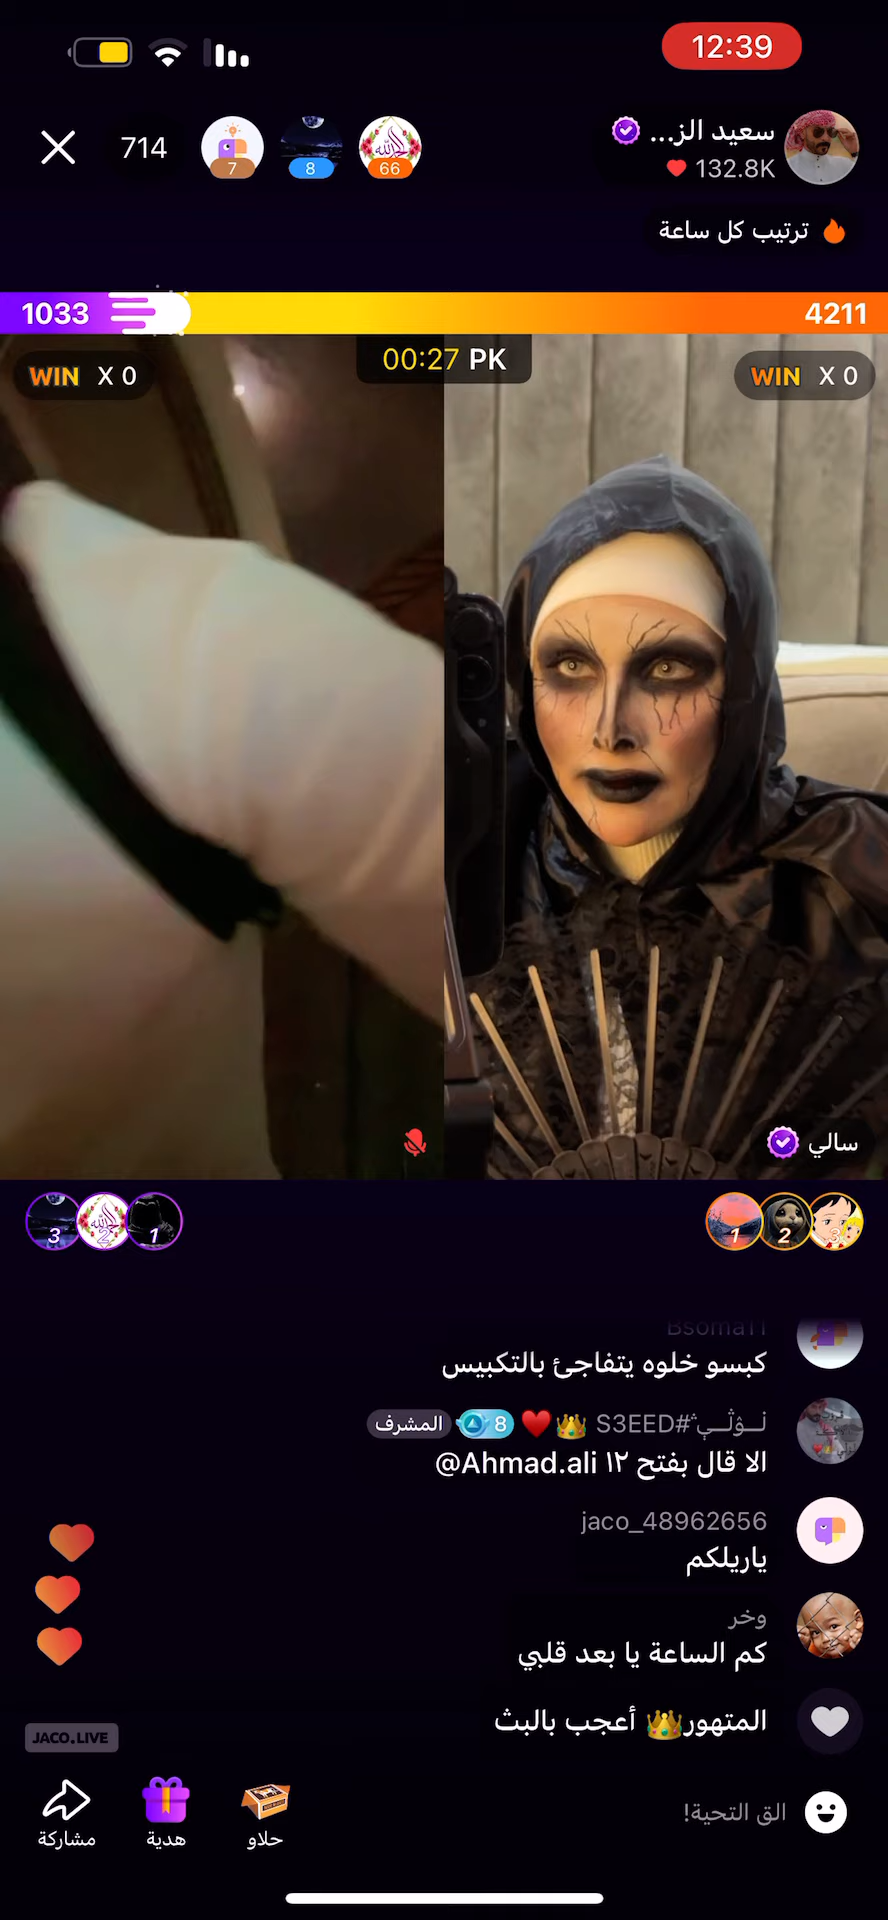 12:39
سعيد الز...
132.8K
714
7
8
66
ترتيب كل ساعة
1033
4211
WIN X 0
00:27 PK
WIN X 0
سالي
3
2
1
1
2
3
Bsoma11
كبسو خلوه يتفاجئ بالتكبيس
S3EED#
8
المشرف
الا قال بفتح ١٢ @Ahmad.ali
jaco_48962656
ياريلكم
وخر
كم الساعة يا بعد قلبي
المتهور👑 أعجب بالبث
JACO.LIVE
الق التحية!
حلاو
هدية
مشاركة